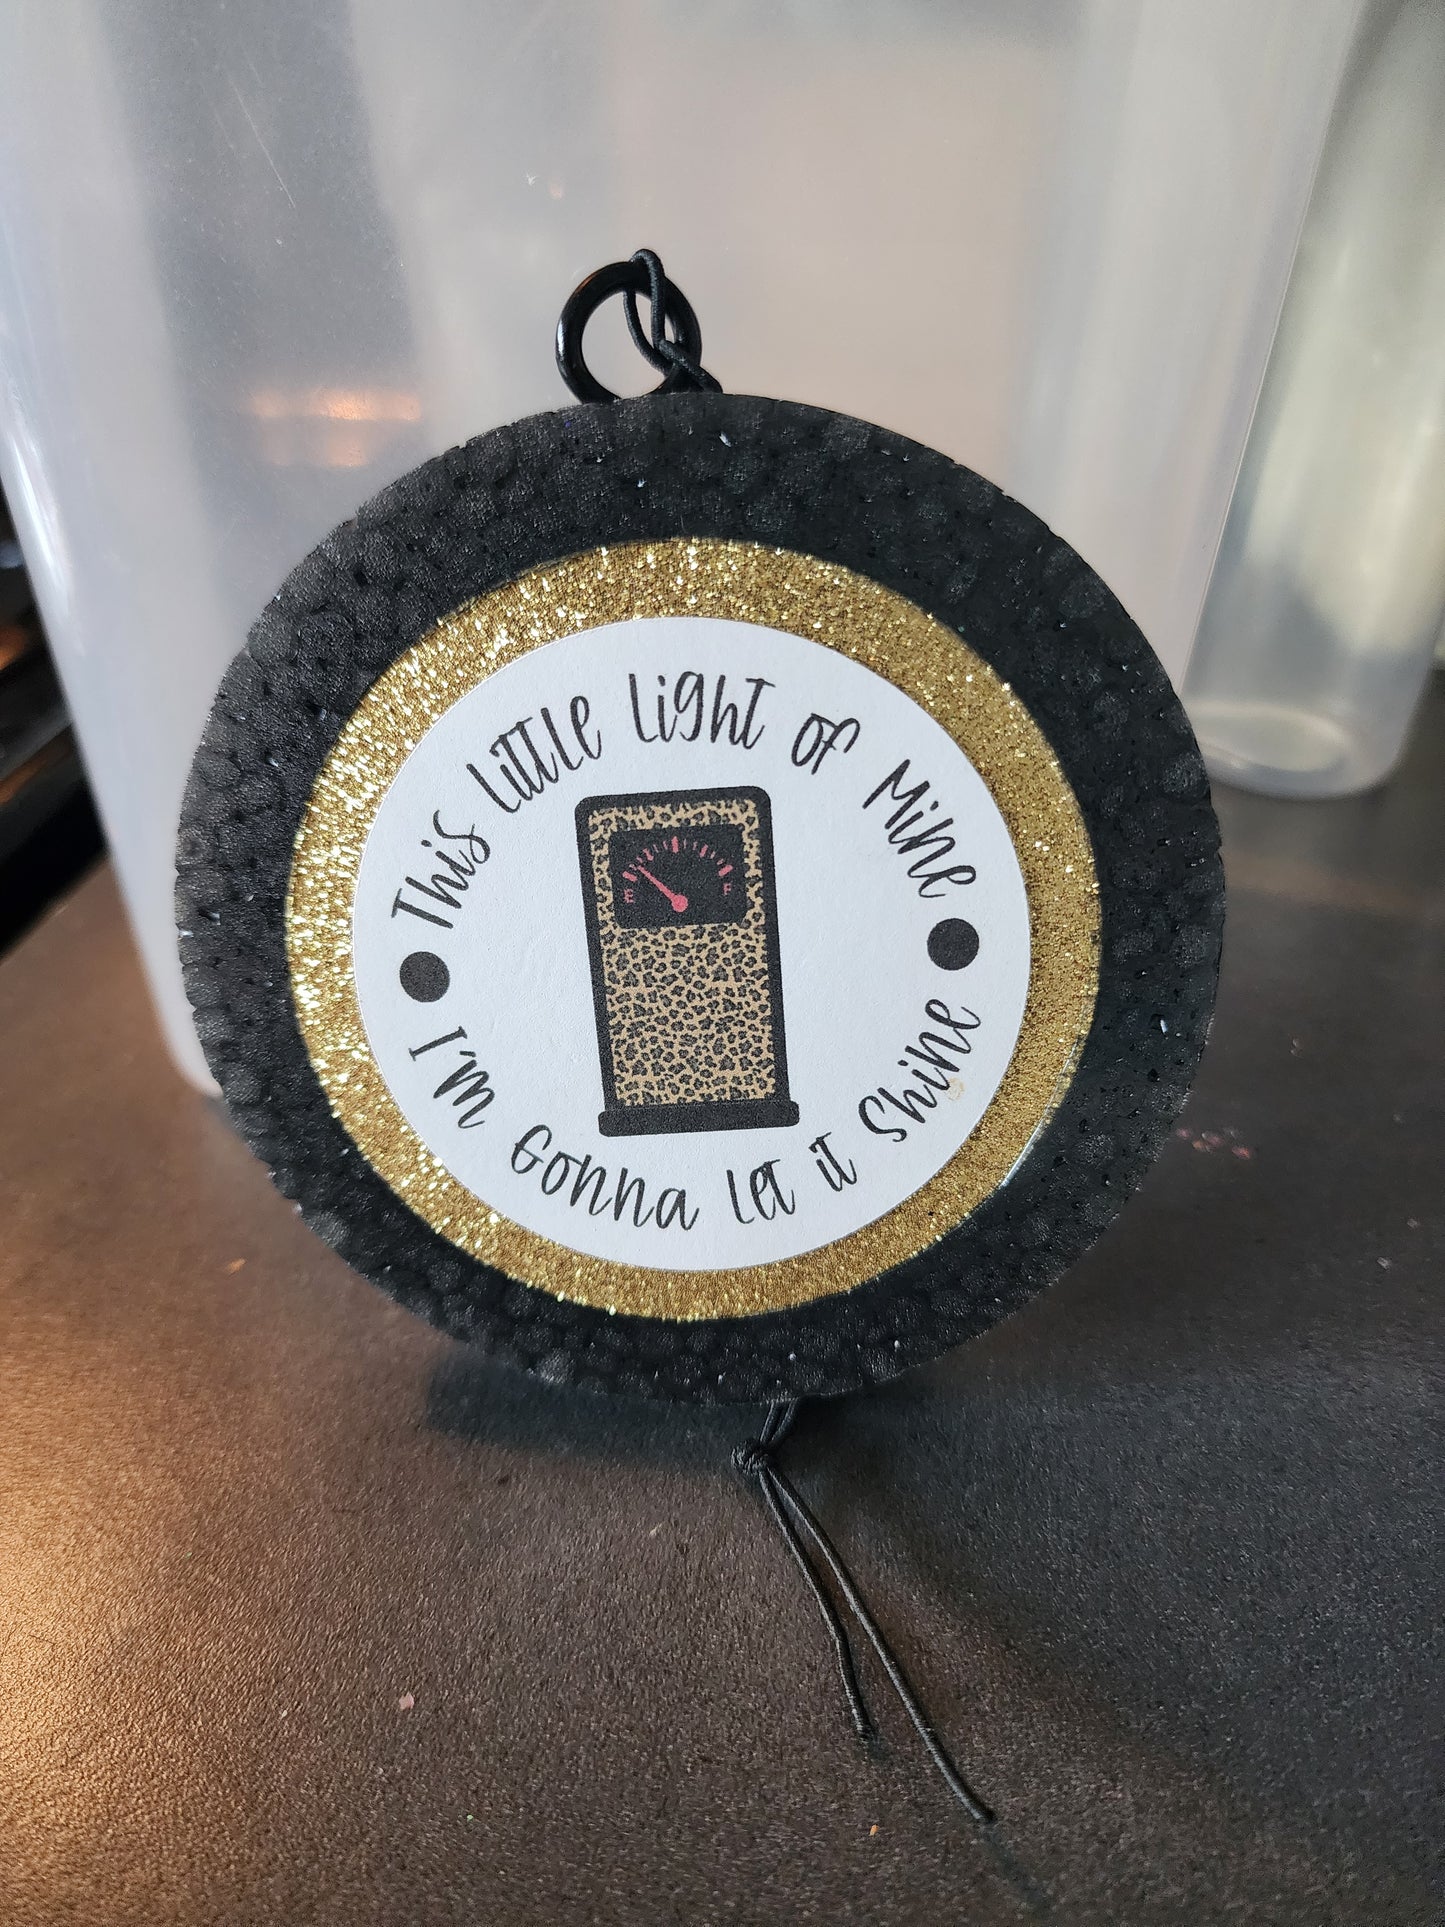 This Little Light of Mine
I'm Gonna Let it Shine
E F